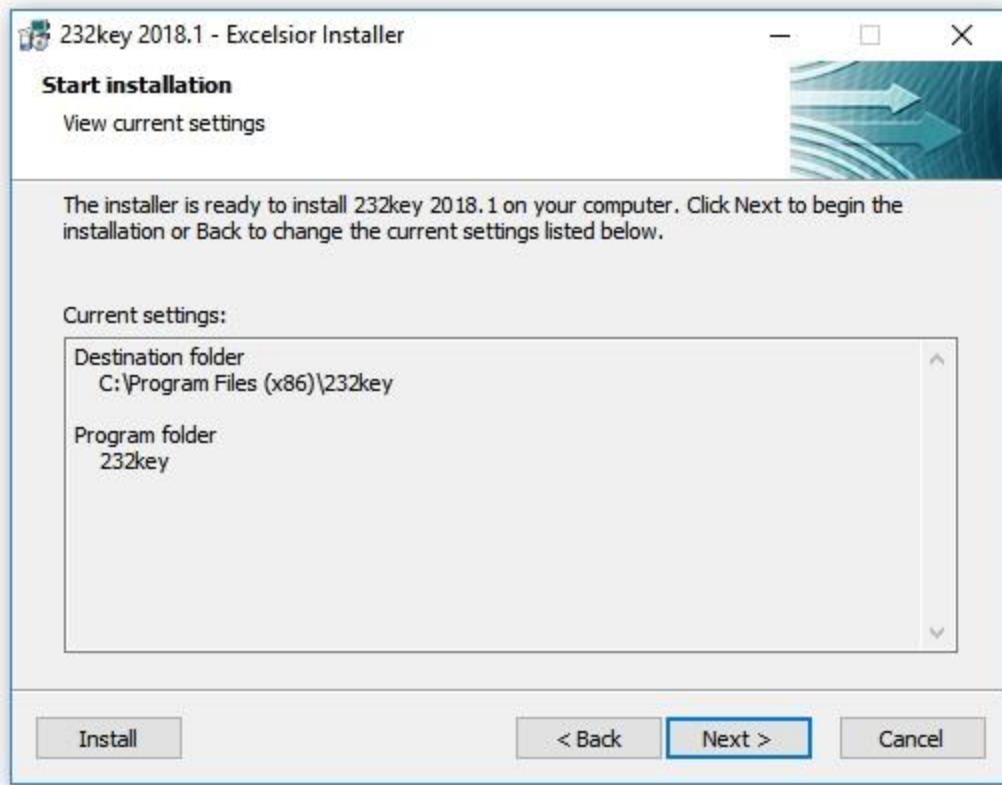 232key 2018.1 - Excelsior Installer
Start installation
View current settings
The installer is ready to install 232key 2018.1 on your computer. Click Next to begin the
installation or Back to change the current settings listed below.
Current settings:
Destination folder
C:\Program Files (x86)\232key
Program folder
232key
Install
< Back
Next >
Cancel